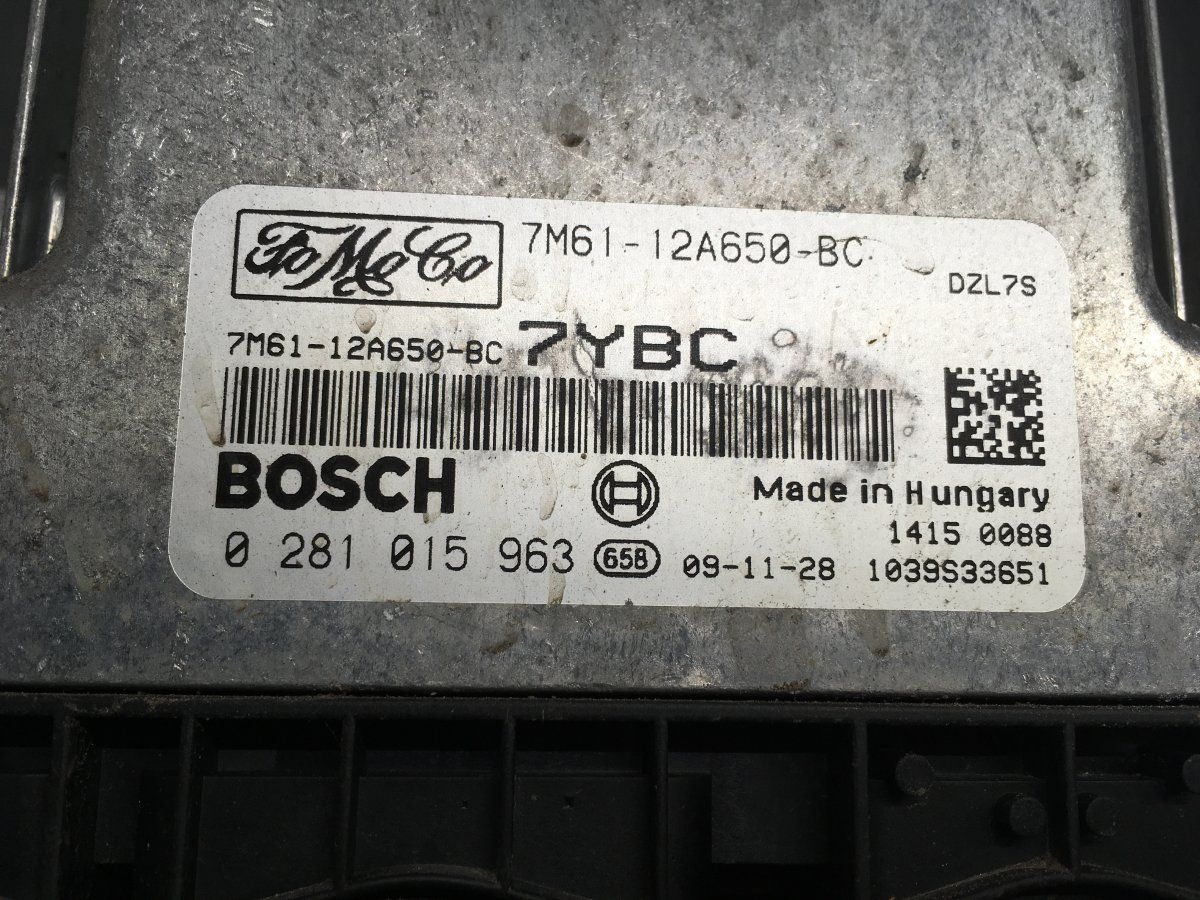 FoMoCo 7M61-12A650-BC
DZL7S
7M61-12A650-BC 7YBC
BOSCH
Made in Hungary
1415 0088
0 281 015 963 658 09-11-28 1039S33651